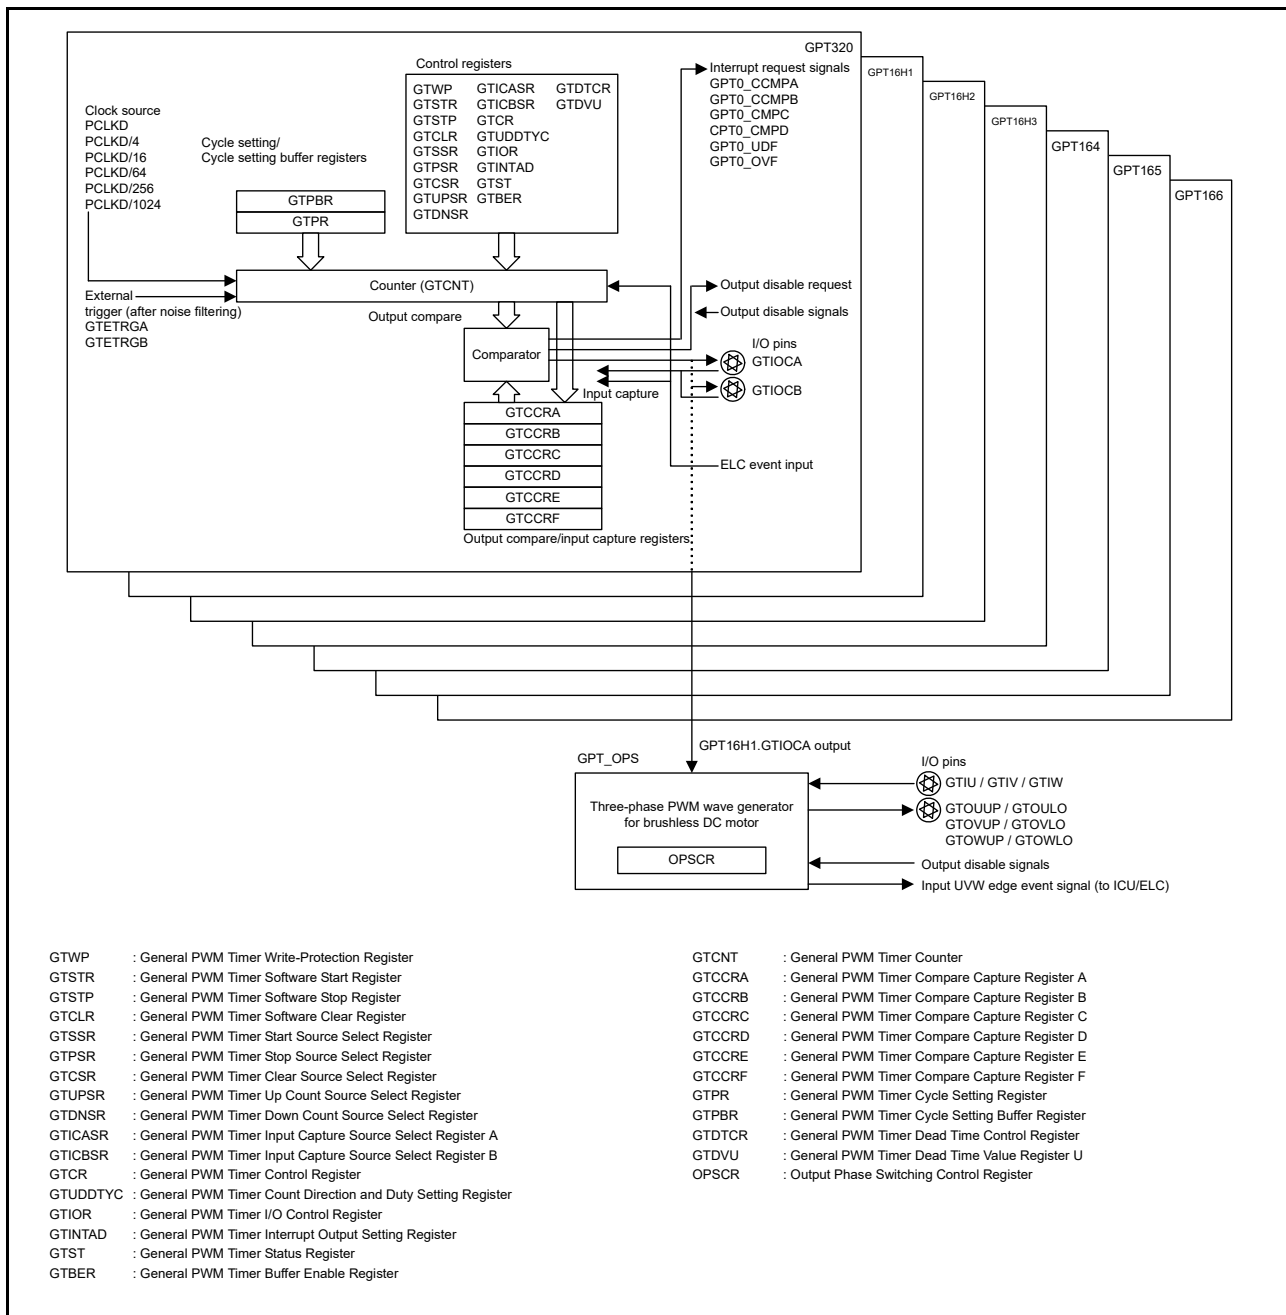 GPT320
GPT16H1
GPT16H2
GPT16H3
GPT164
GPT165
GPT166
Control registers
GTWP GTICASR GTDTCR
GTSTR GTICBSR GTDVU
GTSTP GTCR
GTCLR GTUDDTYC
GTSSR GTIOR
GTPSR GTINTAD
GTCSR GTST
GTUPSR GTBER
GTDNSR
Interrupt request signals
GPT0_CCMPA
GPT0_CCMPB
GPT0_CMPC
CPT0_CMPD
GPT0_UDF
GPT0_OVF
Clock source
PCLKD
PCLKD/4
PCLKD/16
PCLKD/64
PCLKD/256
PCLKD/1024
Cycle setting/
Cycle setting buffer registers
GTPBR
GTPR
Counter (GTCNT)
External
trigger (after noise filtering)
GTETRGA
GTETRGB
Output compare
Comparator
Output disable request
Output disable signals
I/O pins
GTIOCA
GTIOCB
Input capture
GTCCRA
GTCCRB
GTCCRC
GTCCRD
GTCCRE
GTCCRF
ELC event input
Output compare/input capture registers
GPT16H1.GTIOCA output
GPT_OPS
Three-phase PWM wave generator
for brushless DC motor
OPSCR
I/O pins
GTIU / GTIV / GTIW
GTOUUP / GTOULO
GTOVUP / GTOVLO
GTOWUP / GTOWLO
Output disable signals
Input UVW edge event signal (to ICU/ELC)
GTWP : General PWM Timer Write-Protection Register
GTSTR : General PWM Timer Software Start Register
GTSTP : General PWM Timer Software Stop Register
GTCLR : General PWM Timer Software Clear Register
GTSSR : General PWM Timer Start Source Select Register
GTPSR : General PWM Timer Stop Source Select Register
GTCSR : General PWM Timer Clear Source Select Register
GTUPSR : General PWM Timer Up Count Source Select Register
GTDNSR : General PWM Timer Down Count Source Select Register
GTICASR : General PWM Timer Input Capture Source Select Register A
GTICBSR : General PWM Timer Input Capture Source Select Register B
GTCR : General PWM Timer Control Register
GTUDDTYC : General PWM Timer Count Direction and Duty Setting Register
GTIOR : General PWM Timer I/O Control Register
GTINTAD : General PWM Timer Interrupt Output Setting Register
GTST : General PWM Timer Status Register
GTBER : General PWM Timer Buffer Enable Register
GTCNT : General PWM Timer Counter
GTCCRA : General PWM Timer Compare Capture Register A
GTCCRB : General PWM Timer Compare Capture Register B
GTCCRC : General PWM Timer Compare Capture Register C
GTCCRD : General PWM Timer Compare Capture Register D
GTCCRE : General PWM Timer Compare Capture Register E
GTCCRF : General PWM Timer Compare Capture Register F
GTPR : General PWM Timer Cycle Setting Register
GTPBR : General PWM Timer Cycle Setting Buffer Register
GTDTCR : General PWM Timer Dead Time Control Register
GTDVU : General PWM Timer Dead Time Value Register U
OPSCR : Output Phase Switching Control Register